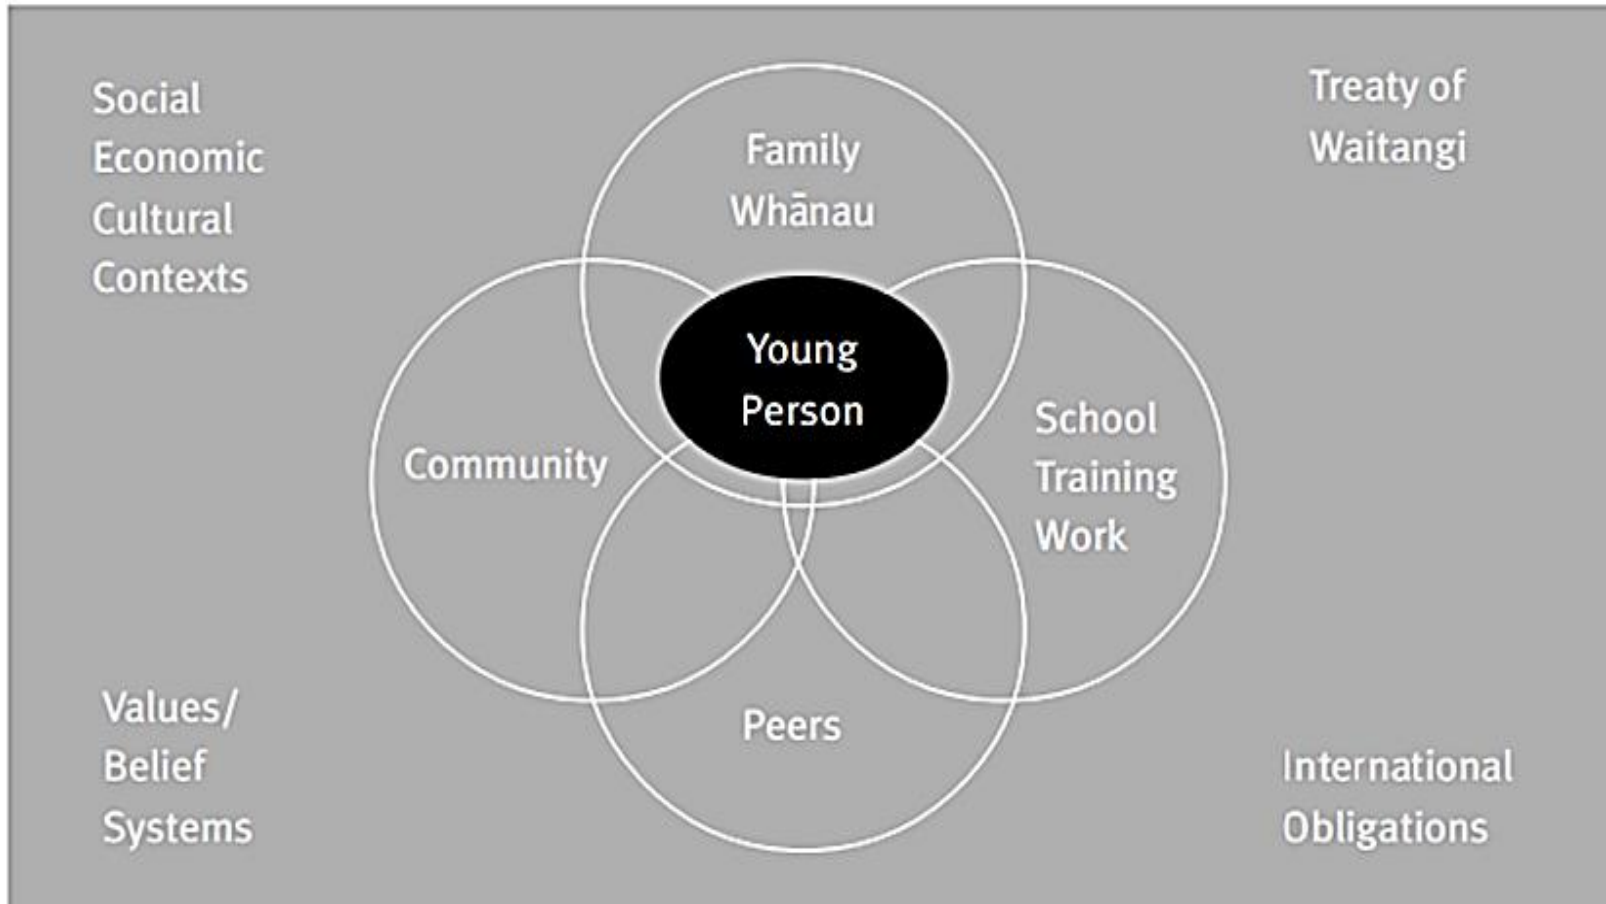 Social
Economic
Cultural
Contexts
Treaty of
Waitangi
Family
Whānau
Young
Person
Community
School
Training
Work
Peers
Values/
Belief
Systems
International
Obligations